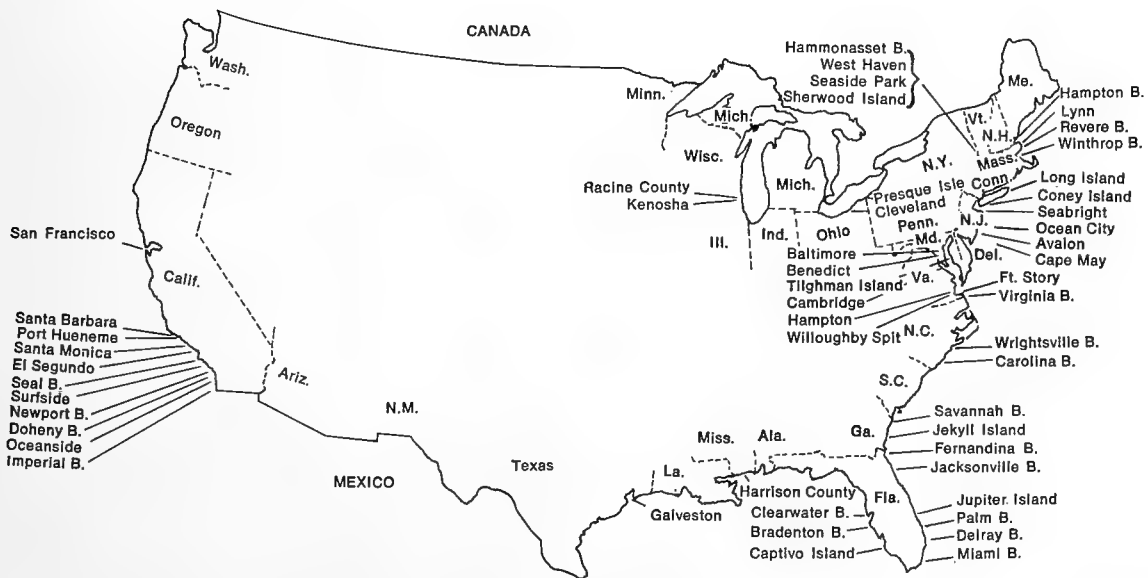 CANADA
Wash.
Oregon
San Francisco
Calif.
Santa Barbara
Port Hueneme
Santa Monica
El Segundo
Seal B.
Surfside
Newport B.
Doheny B.
Oceanside
Imperial B.
Ariz.
N.M.
MEXICO
Texas
Minn.
Mich.
Wisc.
Racine County
Kenosha
Mich.
Ill.
Ind.
Ohio
Hammonasset B.
West Haven
Seaside Park
Sherwood Island
Me.
Vt.
N.H.
Mass.
N.Y.
Conn.
Presque Isle
Cleveland
Penn.
N.J.
Md.
Del.
Va.
Hampton B.
Lynn
Revere B.
Winthrop B.
Long Island
Coney Island
Seabright
Ocean City
Avalon
Cape May
Baltimore
Benedict
Tilghman Island
Cambridge
Hampton
Willoughby Spit
Ft. Story
Virginia B.
N.C.
Wrightsville B.
Carolina B.
S.C.
Savannah B.
Jekyll Island
Fernandina B.
Jacksonville B.
Ga.
Ala.
Miss.
La.
Galveston
Harrison County
Clearwater B.
Bradenton B.
Captivo Island
Fla.
Jupiter Island
Palm B.
Delray B.
Miami B.